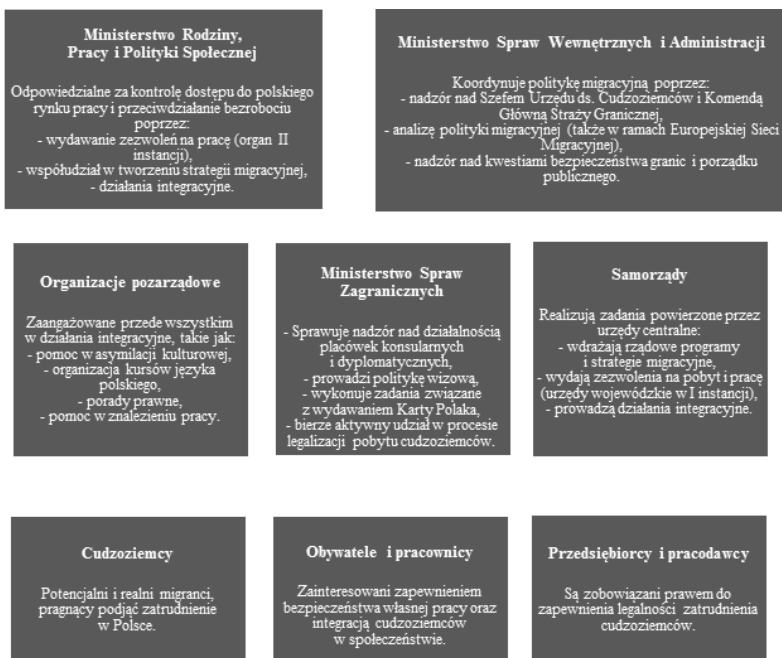 Ministerstwo Rodziny,
Pracy i Polityki Społecznej
Odpowiedzialne za kontrolę dostępu do polskiego
rynku pracy i przeciwdziałanie bezrobociu
poprzez:
- wydawanie zezwoleń na pracę (organ II
instancji),
- współudział w tworzeniu strategii migracyjnej,
- działania integracyjne.
Ministerstwo Spraw Wewnętrznych i Administracji
Koordynuje politykę migracyjną poprzez:
- nadzór nad Szefem Urzędu ds. Cudzoziemców i Komendą
Główną Straży Granicznej,
- analizę polityki migracyjnej (także w ramach Europejskiej Sieci
Migracyjnej),
- nadzór nad kwestiami bezpieczeństwa granic i porządku
publicznego.
Organizacje pozarządowe
Zaangażowane przede wszystkim
w działania integracyjne, takie jak:
- pomoc w asymilacji kulturowej,
- organizacja kursów języka
polskiego,
- porady prawne,
- pomoc w znalezieniu pracy.
Ministerstwo Spraw
Zagranicznych
- Sprawuje nadzór nad działalnością
placówek konsularnych
i dyplomatycznych,
- prowadzi politykę wizową,
- wykonuje zadania związane
z wydawaniem Karty Polaka,
- bierze aktywny udział w procesie
legalizacji pobytu cudzoziemców.
Samorządy
Realizują zadania powierzone przez
urzędy centralne:
- wdrażają rządowe programy
i strategie migracyjne,
- wydają zezwolenia na pobyt i pracę
(urzędy wojewódzkie w I instancji),
- prowadzą działania integracyjne.
Cudzoziemcy
Potencjalni i realni migranci,
pragnący podjąć zatrudnienie
w Polsce.
Obywatele i pracownicy
Zainteresowani zapewnieniem
bezpieczeństwa własnej pracy oraz
integracją cudzoziemców
w społeczeństwie.
Przedsiębiorcy i pracodawcy
Są zobowiązani prawem do
zapewnienia legalności zatrudnienia
cudzoziemców.